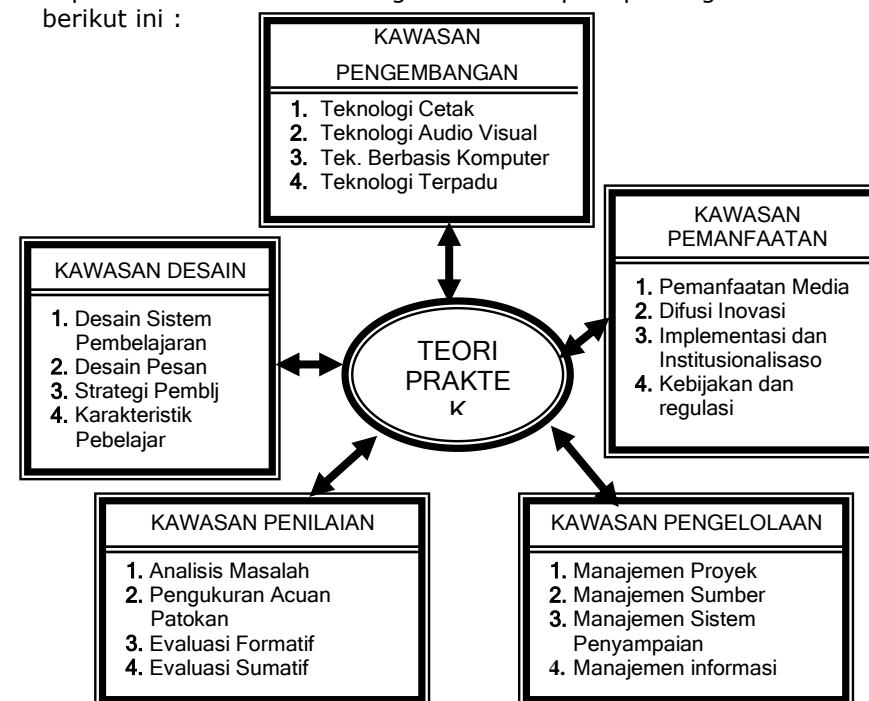 berikut ini :
KAWASAN
PENGEMBANGAN
1. Teknologi Cetak
2. Teknologi Audio Visual
3. Tek. Berbasis Komputer
4. Teknologi Terpadu
KAWASAN
PEMANFAATAN
1. Pemanfaatan Media
2. Difusi Inovasi
3. Implementasi dan
Institusionalisaso
4. Kebijakan dan
regulasi
KAWASAN DESAIN
1. Desain Sistem
Pembelajaran
2. Desain Pesan
3. Strategi Pemblj
4. Karakteristik
Pebelajar
TEORI
PRAKTE
K
KAWASAN PENILAIAN
1. Analisis Masalah
2. Pengukuran Acuan
Patokan
3. Evaluasi Formatif
4. Evaluasi Sumatif
KAWASAN PENGELOLAAN
1. Manajemen Proyek
2. Manajemen Sumber
3. Manajemen Sistem
Penyampaian
4. Manajemen informasi